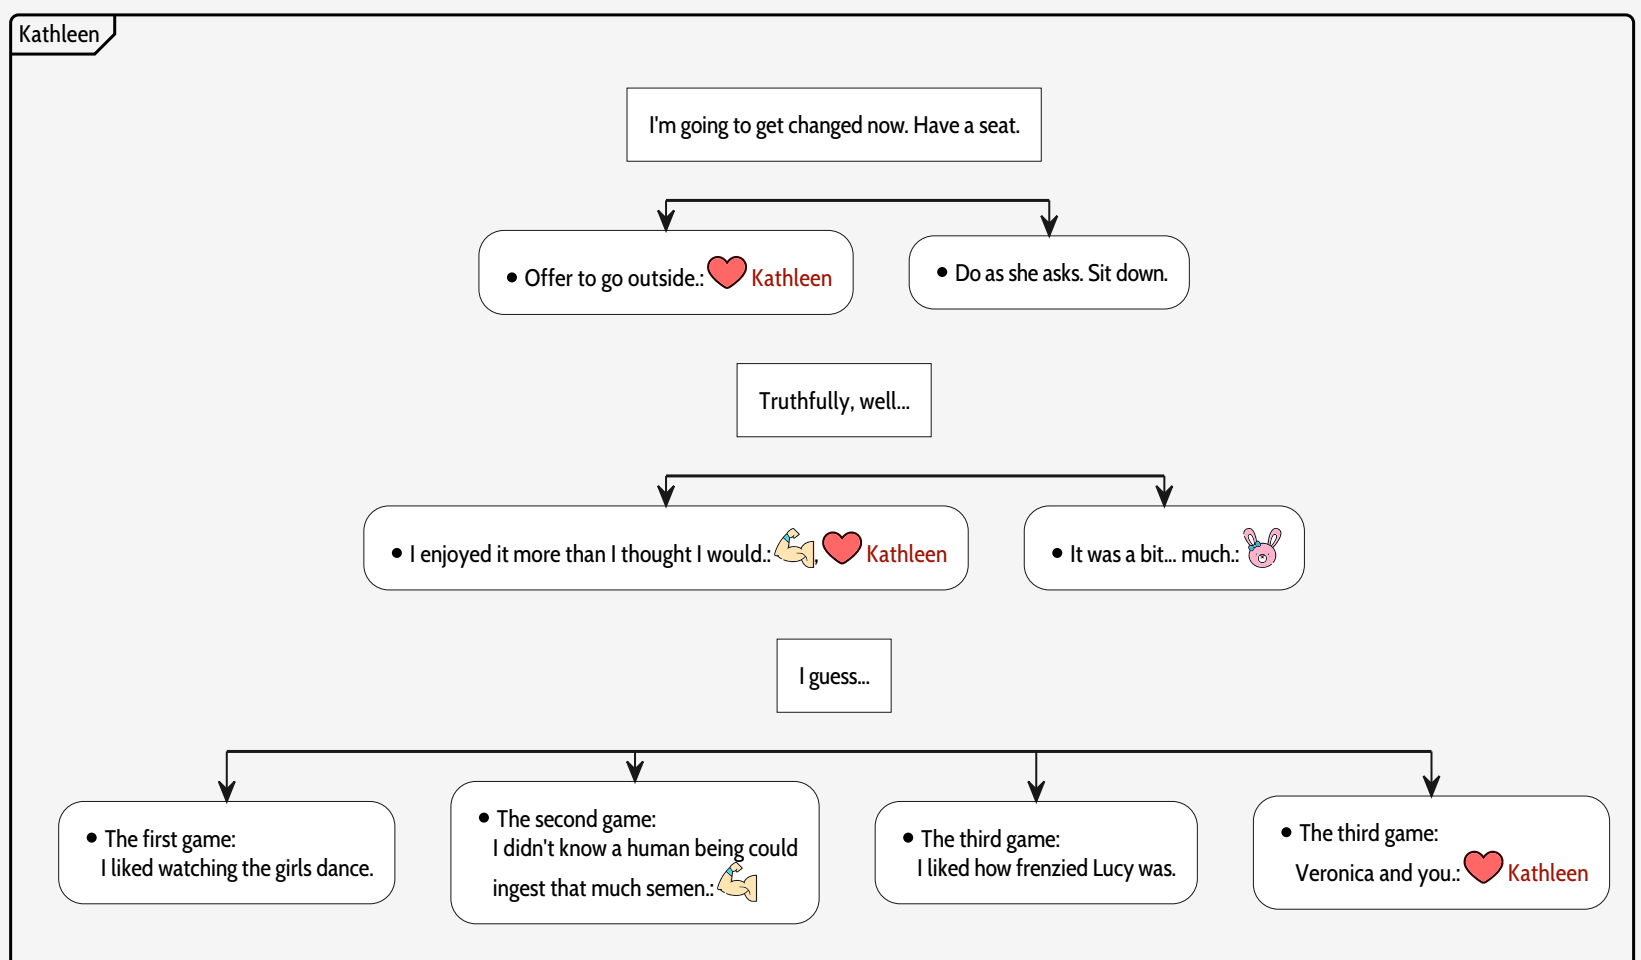 Kathleen
I'm going to get changed now. Have a seat.
• Offer to go outside.: Kathleen
• Do as she asks. Sit down.
Truthfully, well...
• I enjoyed it more than I thought I would.: , Kathleen
• It was a bit... much.:
I guess...
• The first game:
I liked watching the girls dance.
• The second game:
I didn't know a human being could
ingest that much semen.:
• The third game:
I liked how frenzied Lucy was.
• The third game:
Veronica and you.: Kathleen